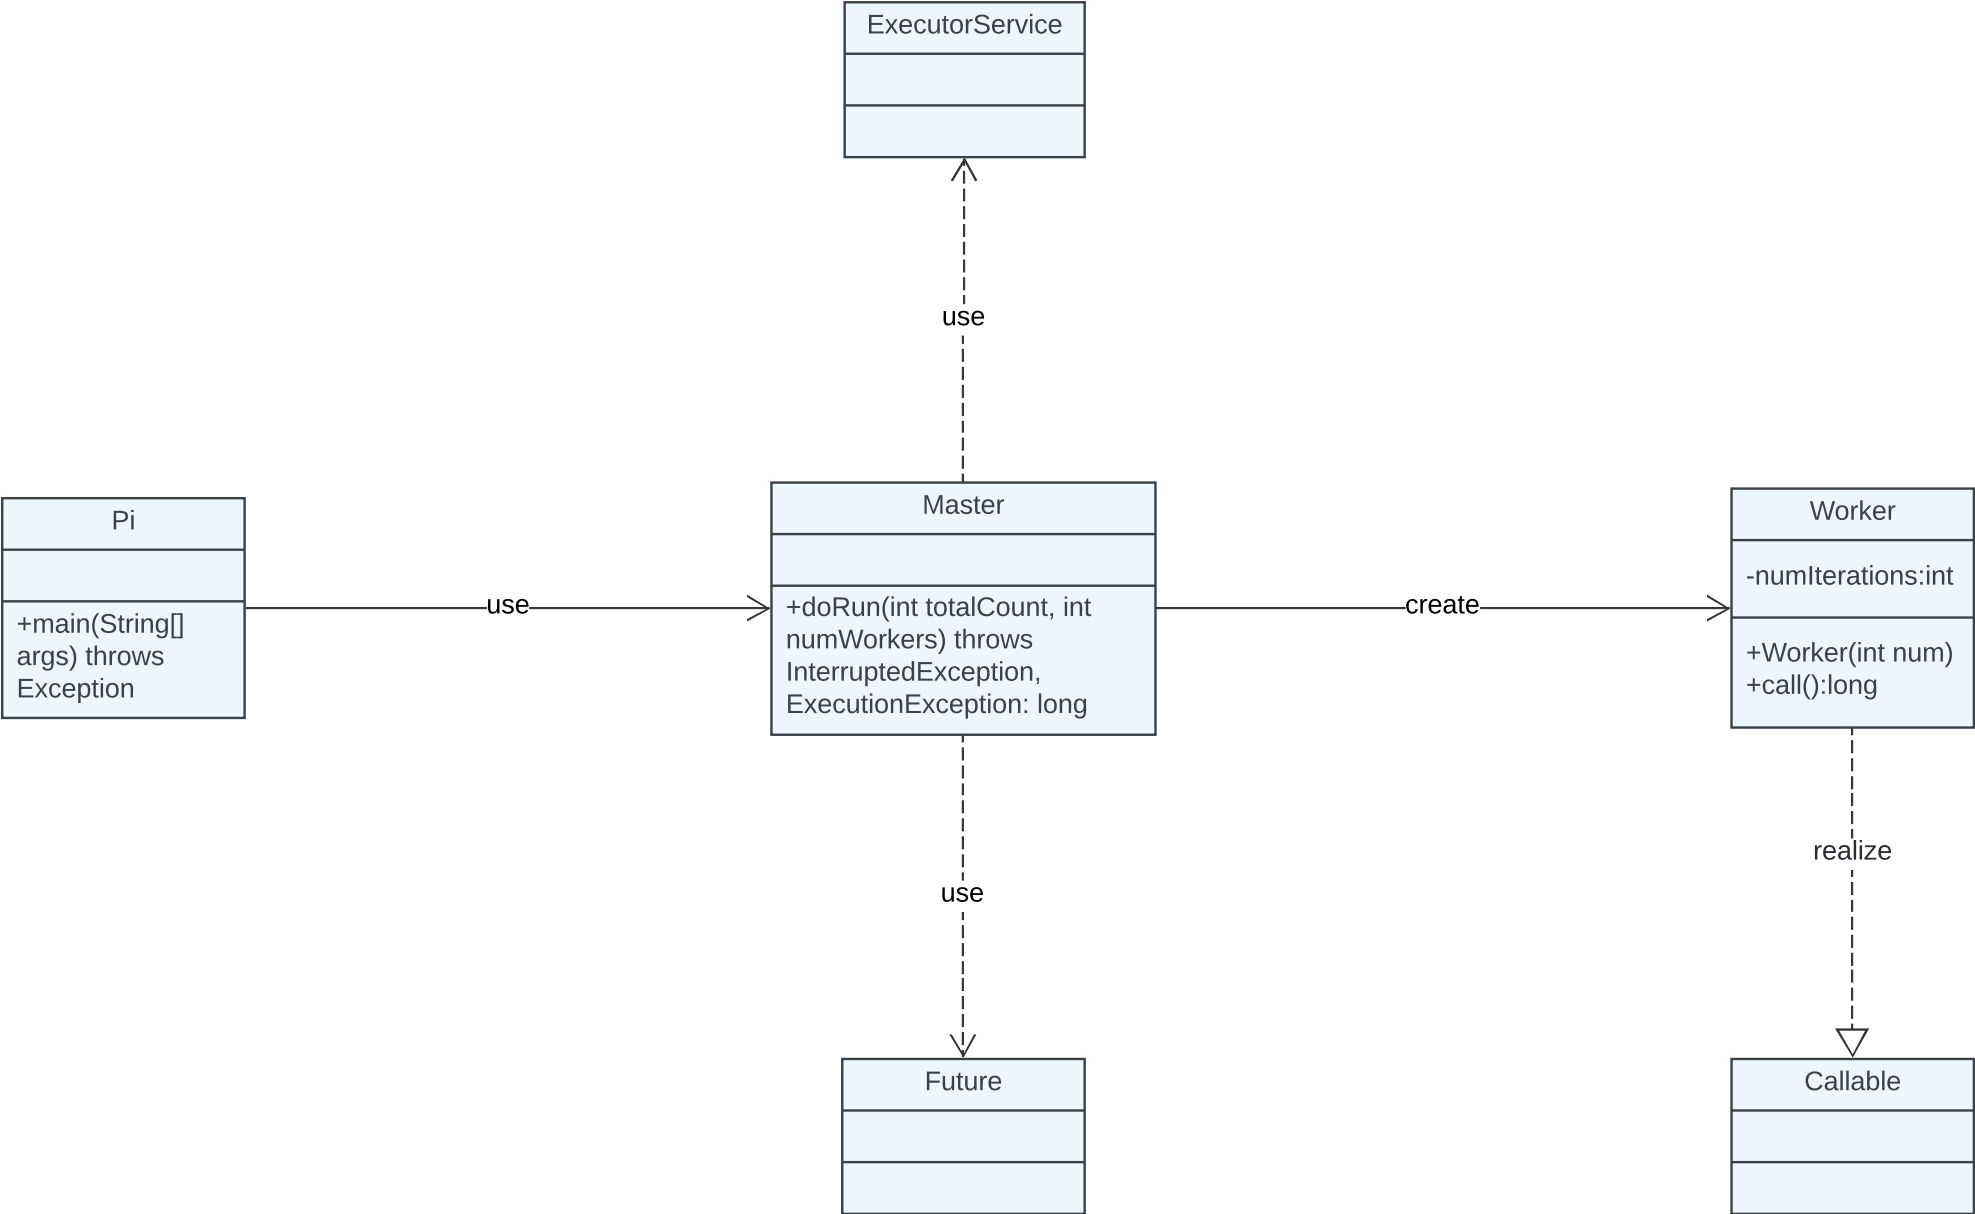 ExecutorService
use
Pi
+main(String[]
args) throws
Exception
use
Master
+doRun(int totalCount, int
numWorkers) throws
InterruptedException,
ExecutionException: long
create
Worker
-numIterations:int
+Worker(int num)
+call():long
use
realize
Future
Callable